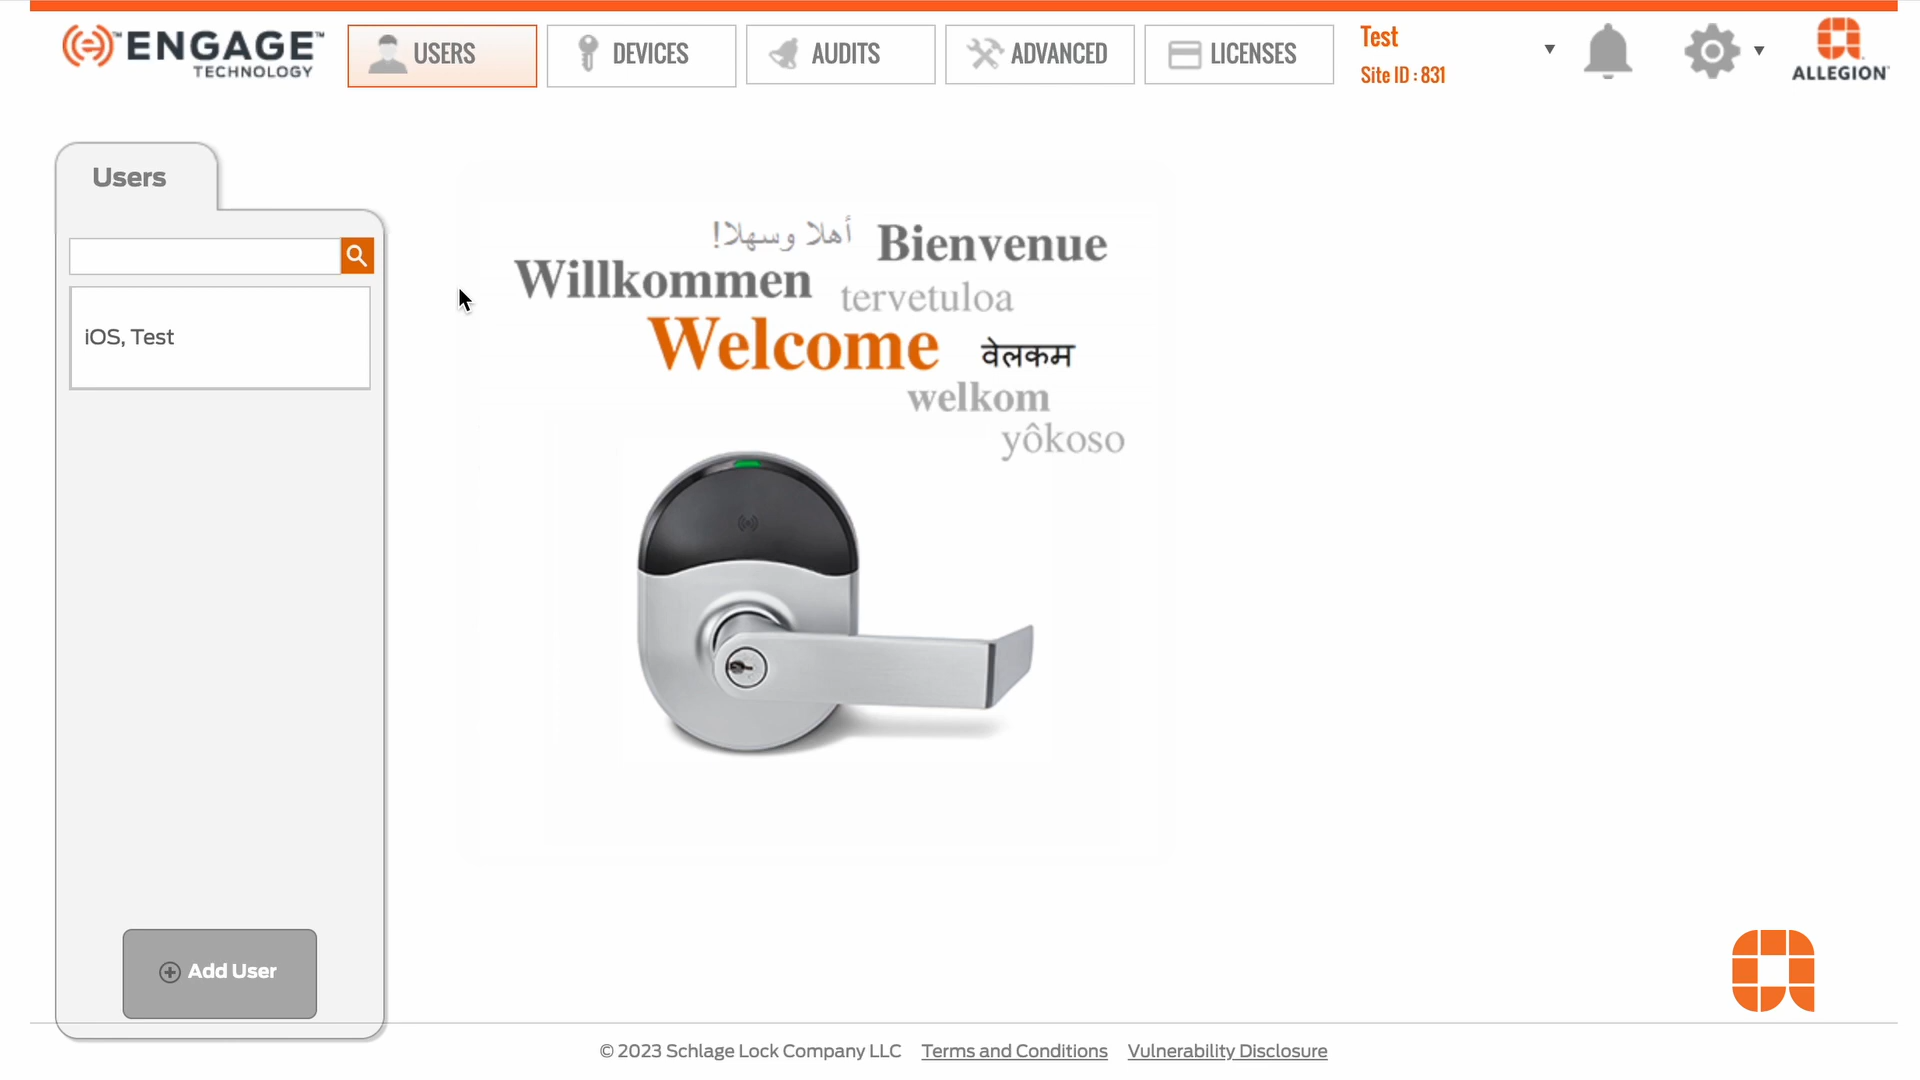 ENGAGE™
TECHNOLOGY
USERS
DEVICES
AUDITS
ADVANCED
LICENSES
Test
Site ID : 831
ALLEGION
Users
iOS, Test
أهلا وسهلا!
Bienvenue
Willkommen
tervetuloa
Welcome
वेलकम
welkom
yôkoso
Add User
© 2023 Schlage Lock Company LLC Terms and Conditions Vulnerability Disclosure